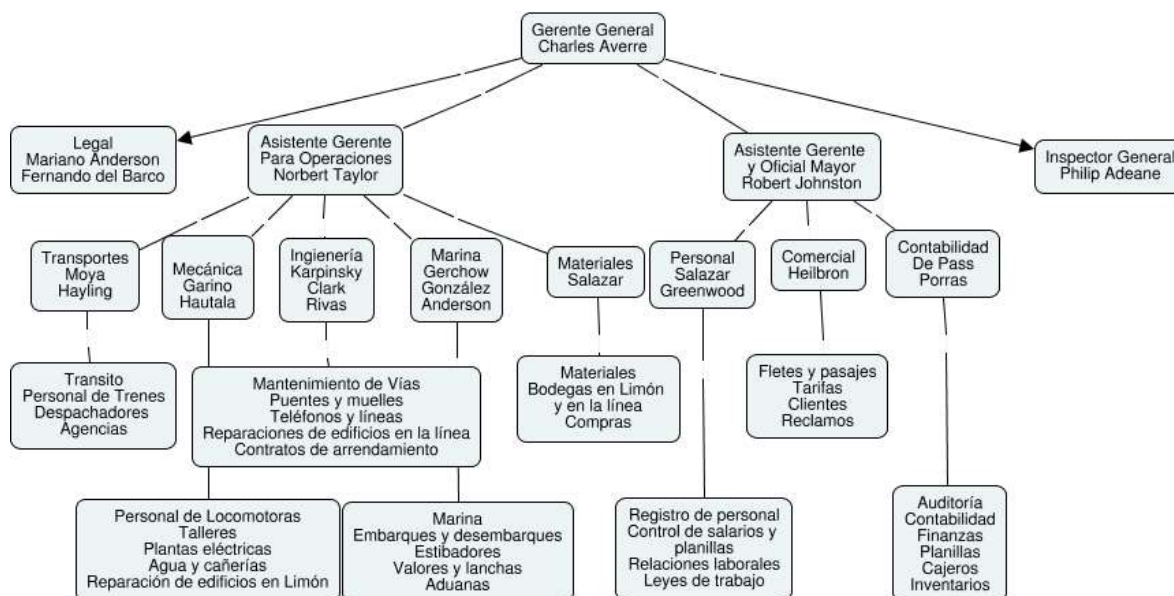 Gerente General
Charles Averre
Legal
Mariano Anderson
Fernando del Barco
Asistente Gerente
Para Operaciones
Norbert Taylor
Asistente Gerente
y Oficial Mayor
Robert Johnston
Inspector General
Philip Adeane
Transportes
Moya
Hayling
Mecánica
Garino
Hautala
Ingienería
Karpinsky
Clark
Rivas
Marina
Gerchow
González
Anderson
Materiales
Salazar
Personal
Salazar
Greenwood
Comercial
Heilbron
Contabilidad
De Pass
Porras
Transito
Personal de Trenes
Despachadores
Agencias
Mantenimiento de Vías
Puentes y muelles
Teléfonos y líneas
Reparaciones de edificios en la línea
Contratos de arrendamiento
Materiales
Bodegas en Limón
y en la línea
Compras
Fletes y pasajes
Tarifas
Clientes
Reclamos
Personal de Locomotoras
Talleres
Plantas eléctricas
Agua y cañerías
Reparación de edificios en Limón
Marina
Embarques y desembarques
Estibadores
Valores y lanchas
Aduanas
Registro de personal
Control de salarios y
planillas
Relaciones laborales
Leyes de trabajo
Auditoría
Contabilidad
Finanzas
Planillas
Cajeros
Inventarios